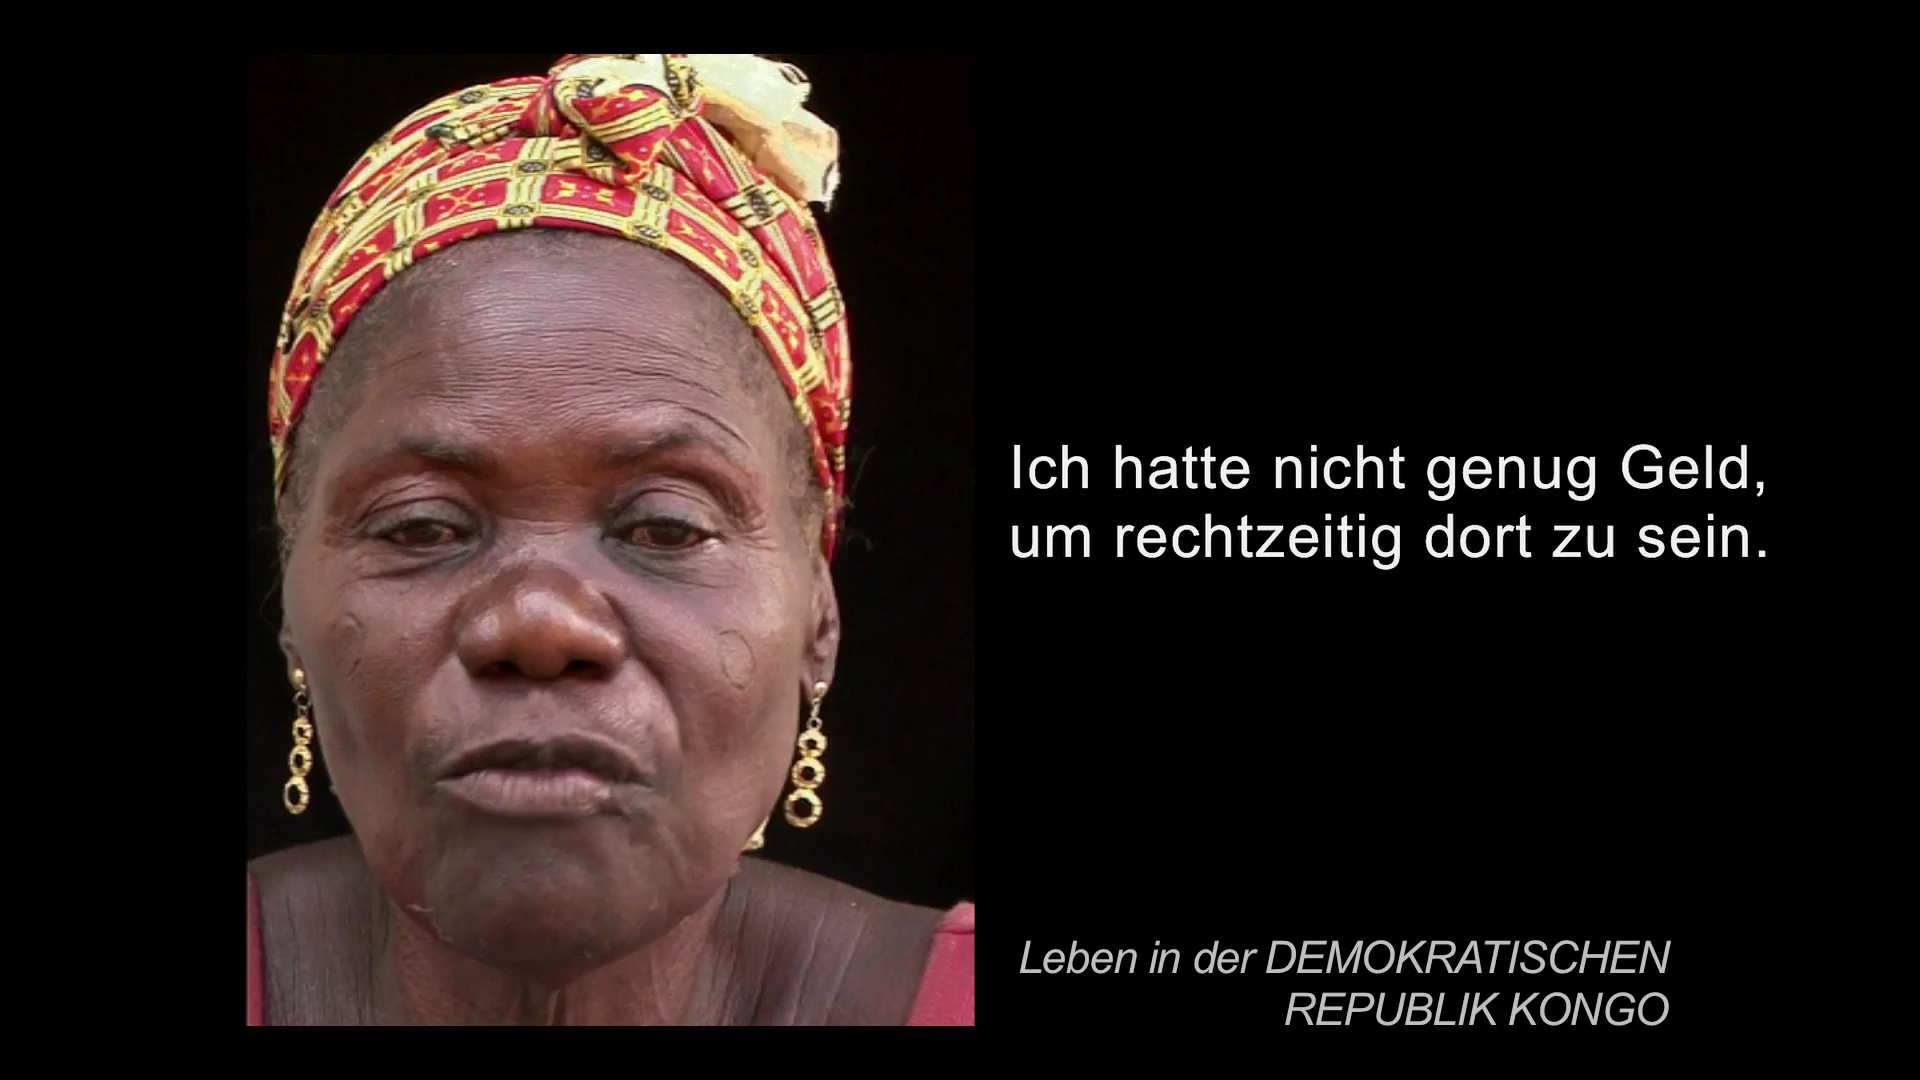 Ich hatte nicht genug Geld,
um rechtzeitig dort zu sein.
Leben in der DEMOKRATISCHEN
REPUBLIK KONGO